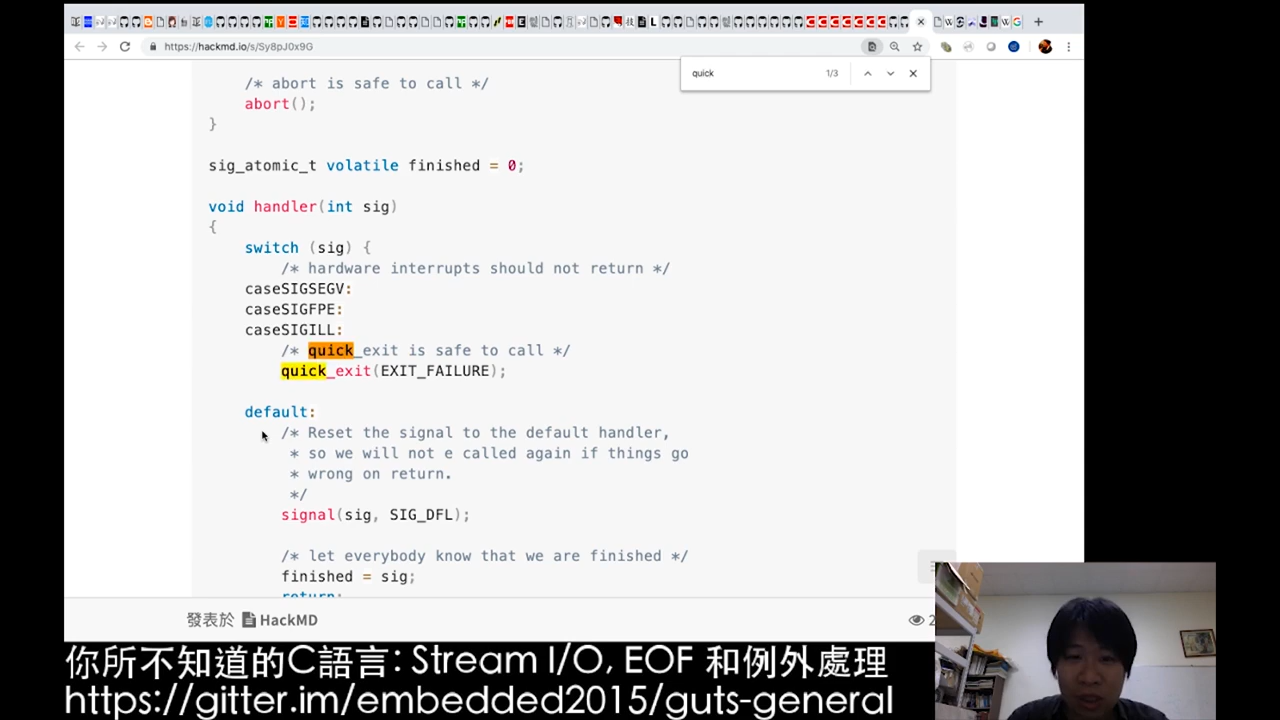 https://hackmd.io/s/Sy8pJ0x9G
quick 1/3
/* abort is safe to call */
abort();
}
sig_atomic_t volatile finished = 0;
void handler(int sig)
{
switch (sig) {
/* hardware interrupts should not return */
caseSIGSEGV:
caseSIGFPE:
caseSIGILL:
/* quick_exit is safe to call */
quick_exit(EXIT_FAILURE);
default:
/* Reset the signal to the default handler,
* so we will not e called again if things go
* wrong on return.
*/
signal(sig, SIG_DFL);
/* let everybody know that we are finished */
finished = sig;
return;
發表於 HackMD
你所不知道的C語言: Stream I/O, EOF 和例外處理
https://gitter.im/embedded2015/guts-general